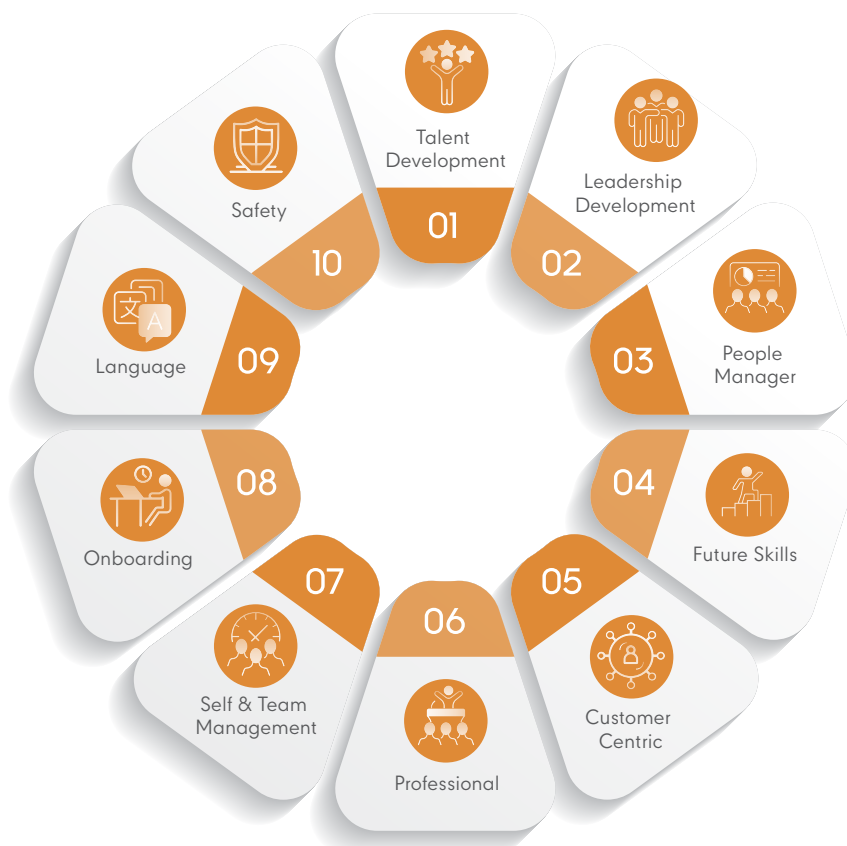 Talent
Development
01
Leadership
Development
02
People
Manager
03
Future Skills
04
Customer
Centric
05
Professional
06
Self & Team
Management
07
Onboarding
08
文
A
Language
09
Safety
10